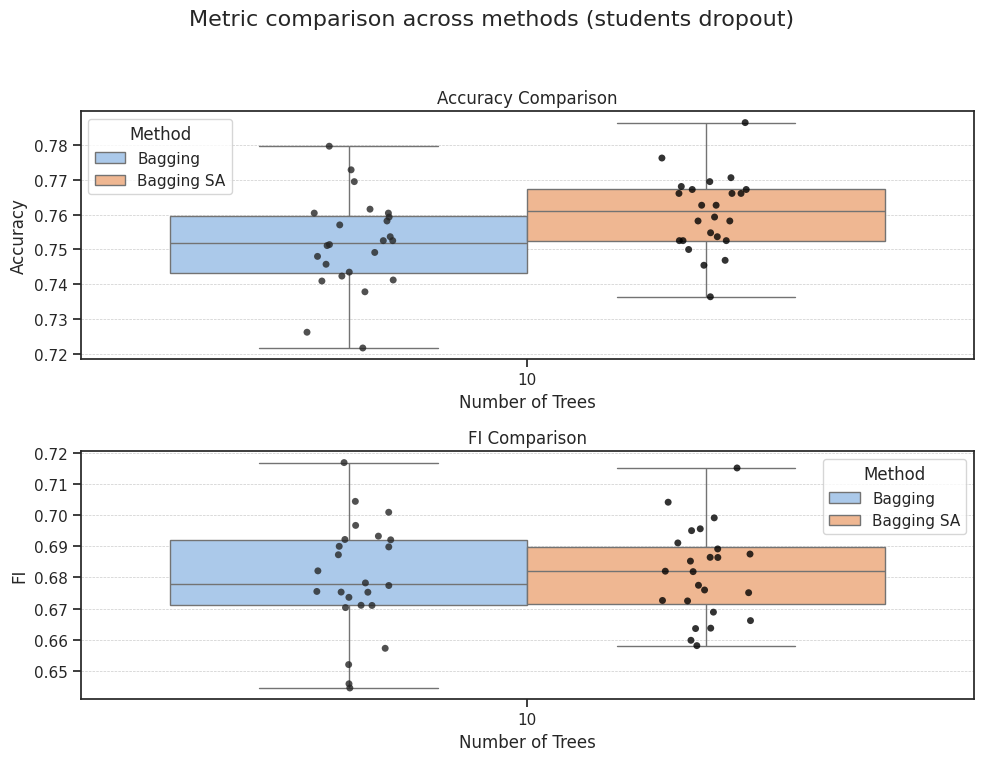 Metric comparison across methods (students dropout)
Accuracy Comparison
Method
Bagging
Bagging SA
Accuracy
0.78
0.77
0.76
0.75
0.74
0.73
0.72
10
Number of Trees
FI Comparison
Method
Bagging
Bagging SA
FI
0.72
0.71
0.70
0.69
0.68
0.67
0.66
0.65
10
Number of Trees